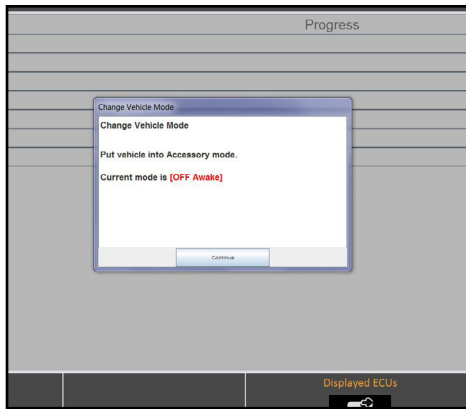 Progress
Change Vehicle Mode
Change Vehicle Mode
Put vehicle into Accessory mode.
Current mode is [OFF Awake]
Continue
Displayed ECUs